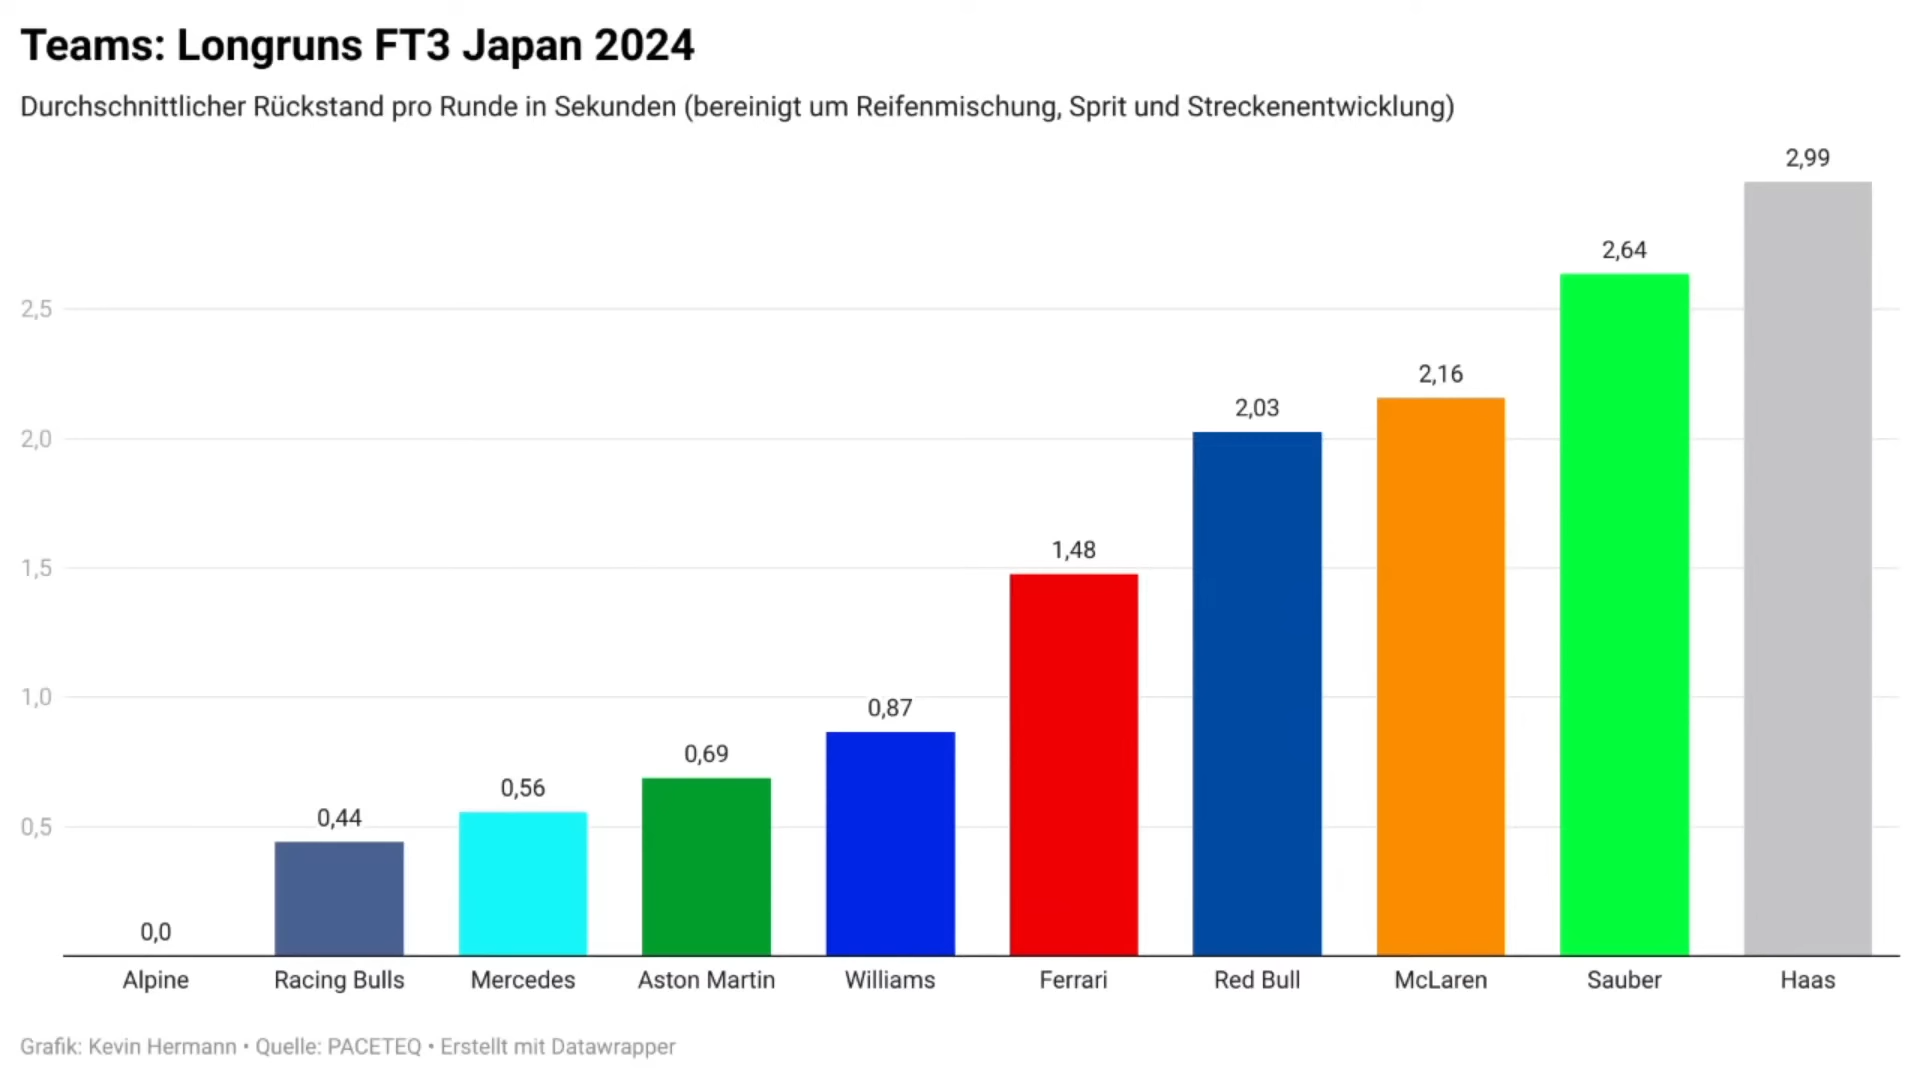 Teams: Longruns FT3 Japan 2024
Durchschnittlicher Rückstand pro Runde in Sekunden (bereinigt um Reifenmischung, Sprit und Streckenentwicklung)
2,99
2,64
2,5
2,16
2,03
2,0
1,48
1,5
1,0
0,87
0,69
0,56
0,44
0,5
0,0
Alpine
Racing Bulls
Mercedes
Aston Martin
Williams
Ferrari
Red Bull
McLaren
Sauber
Haas
Grafik: Kevin Hermann • Quelle: PACETEQ • Erstellt mit Datawrapper